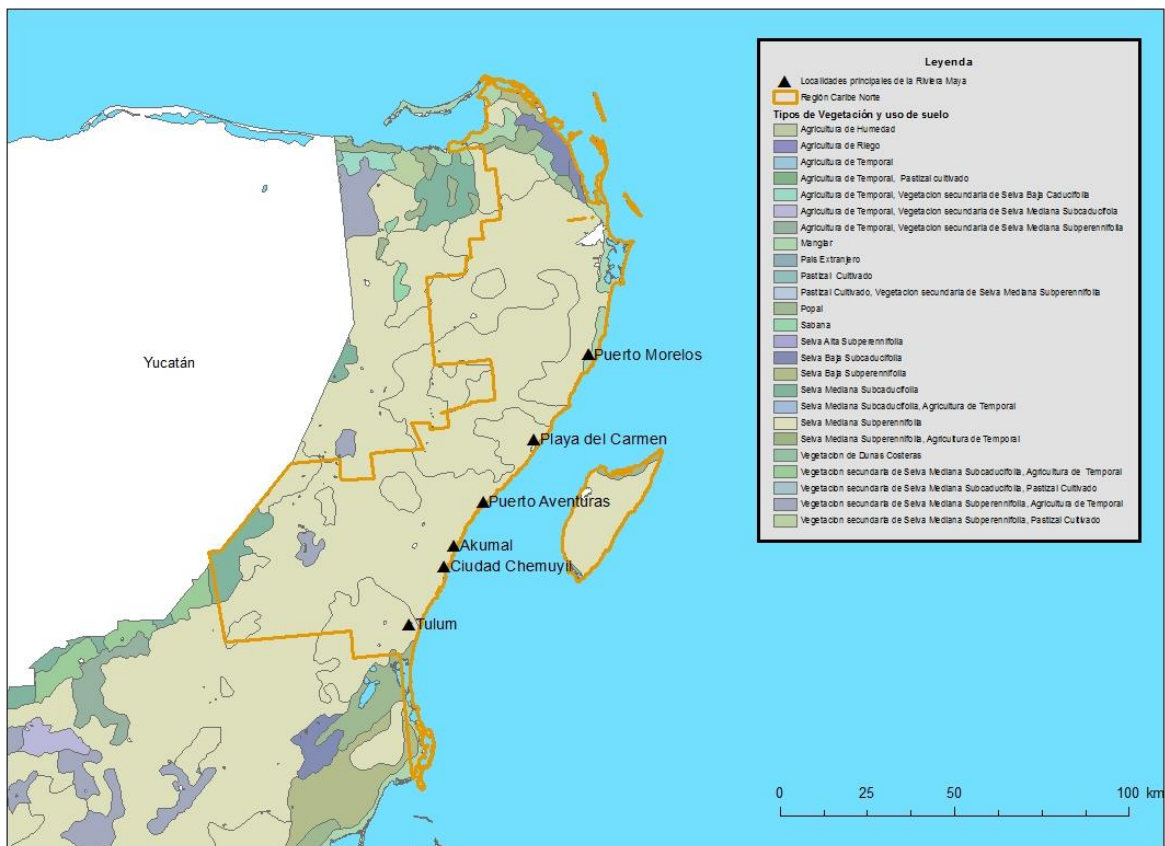 Leyenda
Localidades principales de la Riviera Maya
Región Caribe Norte
Tipos de Vegetación y uso de suelo
Agricultura de Humedad
Agricultura de Riego
Agricultura de Temporal
Agricultura de Temporal, Pastizal cultivado
Agricultura de Temporal, Vegetacion secundaria de Selva Baja Caducifolia
Agricultura de Temporal, Vegetacion secundaria de Selva Mediana Subcaducifolia
Agricultura de Temporal, Vegetacion secundaria de Selva Mediana Subperennifolia
Manglar
Pais Extranjero
Pastizal Cultivado
Pastizal Cultivado, Vegetacion secundaria de Selva Mediana Subperennifolia
Popal
Sabana
Selva Alta Subperennifolia
Selva Baja Subcaducifolia
Selva Baja Subperennifolia
Selva Mediana Subcaducifolia
Selva Mediana Subcaducifolia, Agricultura de Temporal
Selva Mediana Subperennifolia
Selva Mediana Subperennifolia, Agricultura de Temporal
Vegetacion de Dunas Costeras
Vegetacion secundaria de Selva Mediana Subcaducifolia, Agricultura de Temporal
Vegetacion secundaria de Selva Mediana Subcaducifolia, Pastizal Cultivado
Vegetacion secundaria de Selva Mediana Subperennifolia, Agricultura de Temporal
Vegetacion secundaria de Selva Mediana Subperennifolia, Pastizal Cultivado
Yucatán
Puerto Morelos
Playa del Carmen
Puerto Aventuras
Akumal
Ciudad Chemuyil
Tulum
0 25 50 100 km